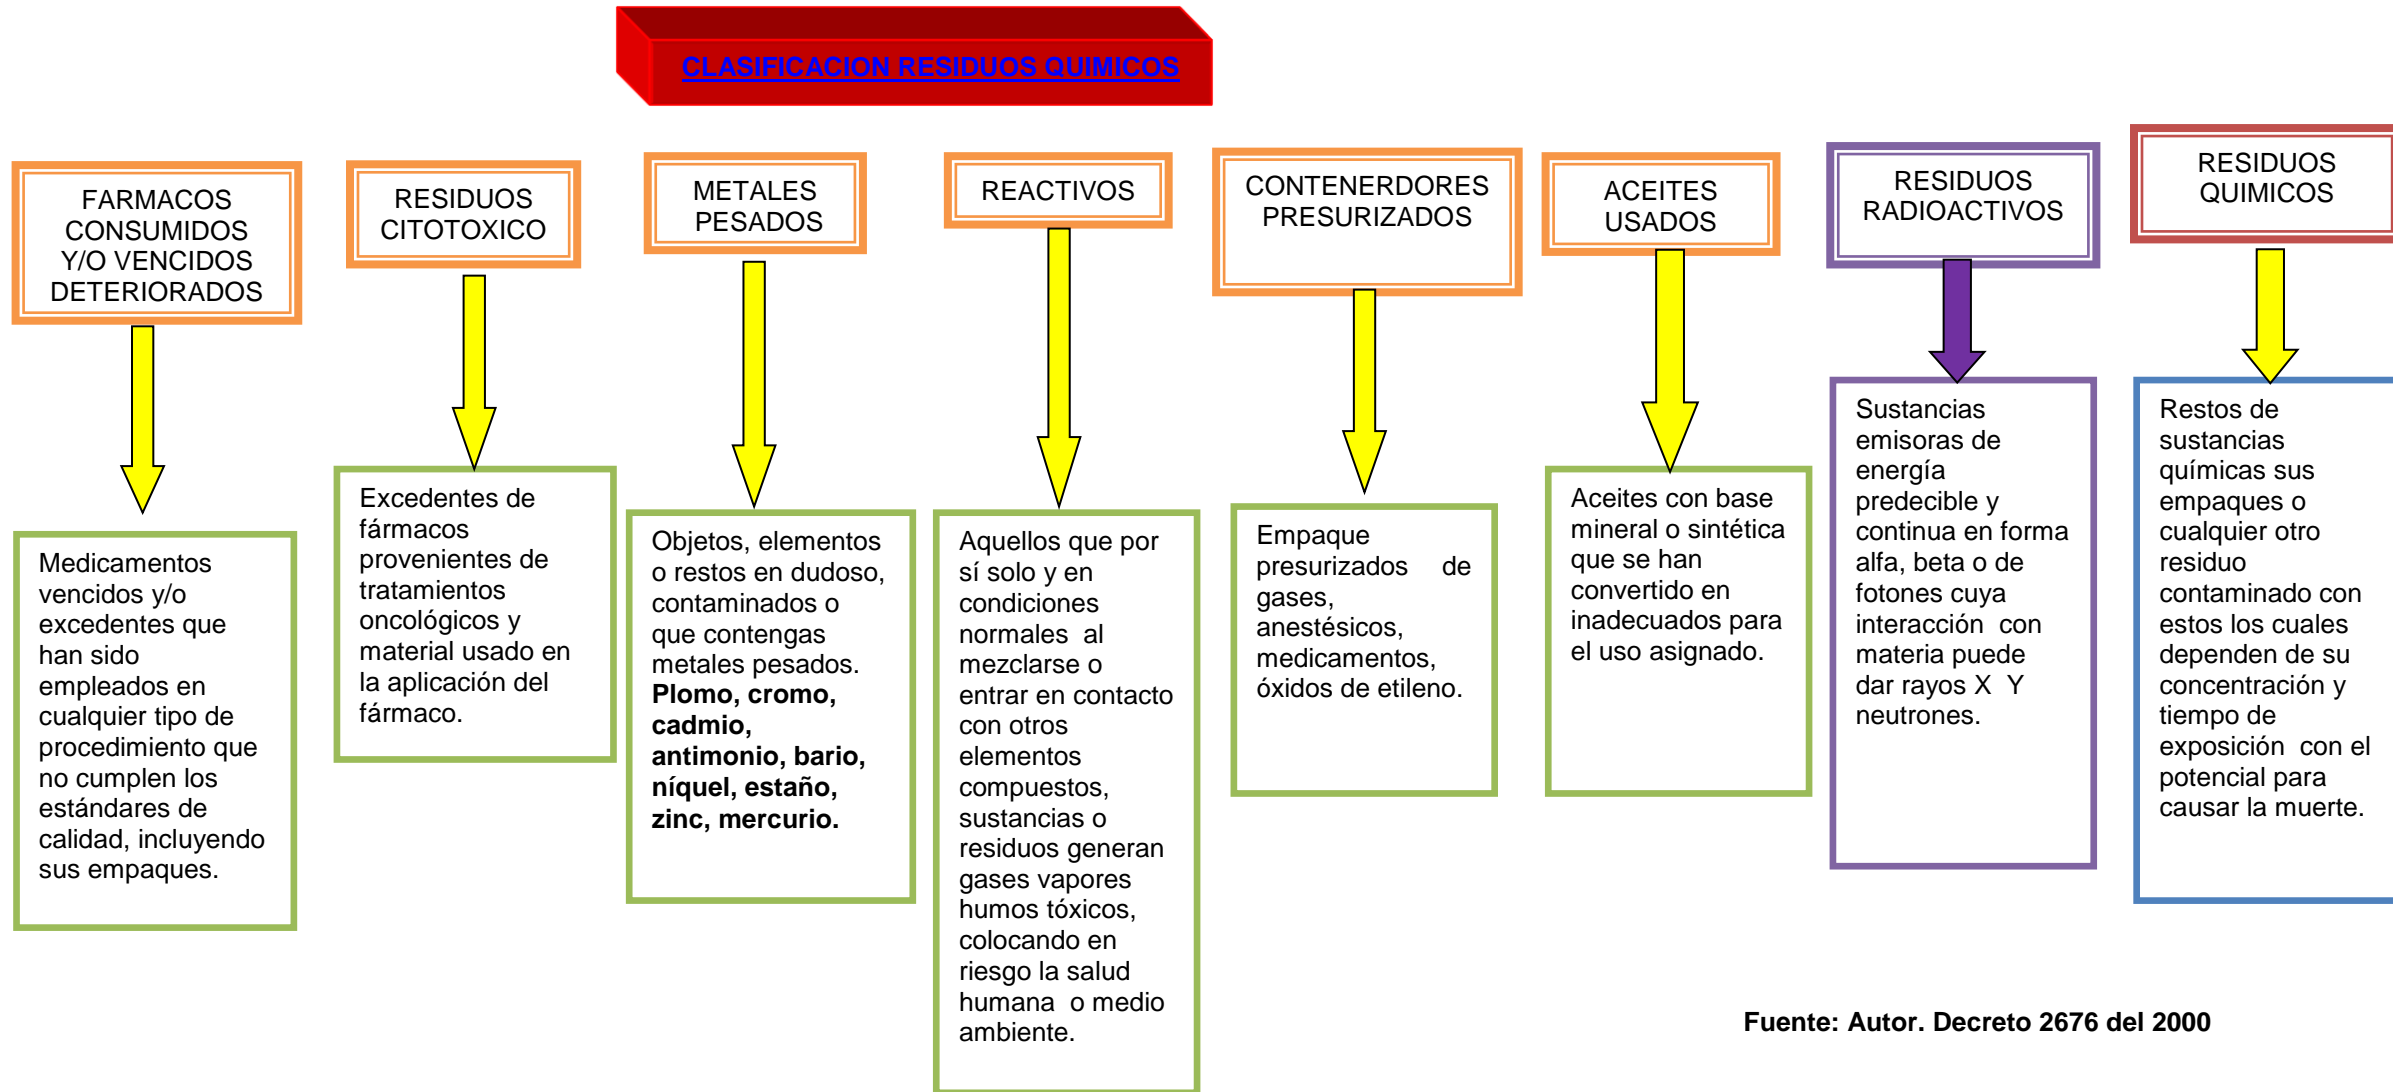 CLASIFICACION RESIDUOS QUIMICOS
FARMACOS
CONSUMIDOS
Y/O VENCIDOS
DETERIORADOS
RESIDUOS
CITOTOXICO
METALES
PESADOS
REACTIVOS
CONTENERDORES
PRESURIZADOS
ACEITES
USADOS
RESIDUOS
RADIOACTIVOS
RESIDUOS
QUIMICOS
Medicamentos
vencidos y/o
excedentes que
han sido
empleados en
cualquier tipo de
procedimiento que
no cumplen los
estándares de
calidad, incluyendo
sus empaques.
Excedentes de
fármacos
provenientes de
tratamientos
oncológicos y
material usado en
la aplicación del
fármaco.
Objetos, elementos
o restos en dudoso,
contaminados o
que contengas
metales pesados.
Plomo, cromo,
cadmio,
antimonio, bario,
níquel, estaño,
zinc, mercurio.
Aquellos que por
sí solo y en
condiciones
normales al
mezclarse o
entrar en contacto
con otros
elementos
compuestos,
sustancias o
residuos generan
gases vapores
humos tóxicos,
colocando en
riesgo la salud
humana o medio
ambiente.
Empaque
presurizados de
gases,
anestésicos,
medicamentos,
óxidos de etileno.
Aceites con base
mineral o sintética
que se han
convertido en
inadecuados para
el uso asignado.
Sustancias
emisoras de
energía
predecible y
continua en forma
alfa, beta o de
fotones cuya
interacción con
materia puede
dar rayos X Y
neutrones.
Restos de
sustancias
químicas sus
empaques o
cualquier otro
residuo
contaminado con
estos los cuales
dependen de su
concentración y
tiempo de
exposición con el
potencial para
causar la muerte.
Fuente: Autor. Decreto 2676 del 2000